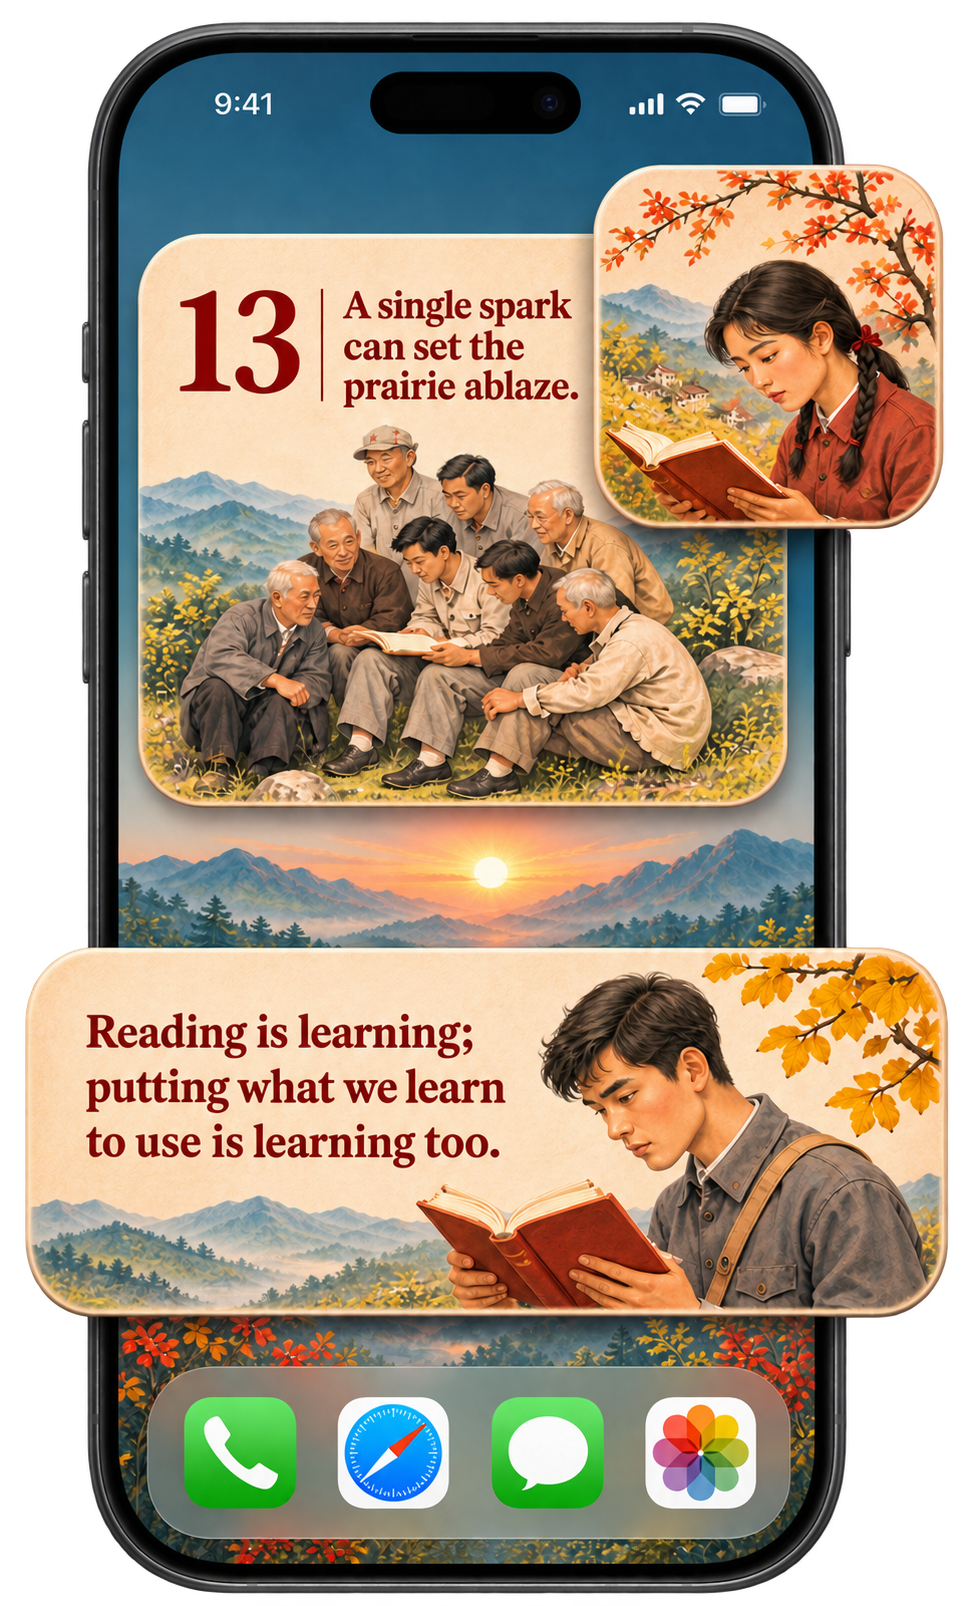 9:41
13
A single spark
can set the
prairie ablaze.
Reading is learning;
putting what we learn
to use is learning too.